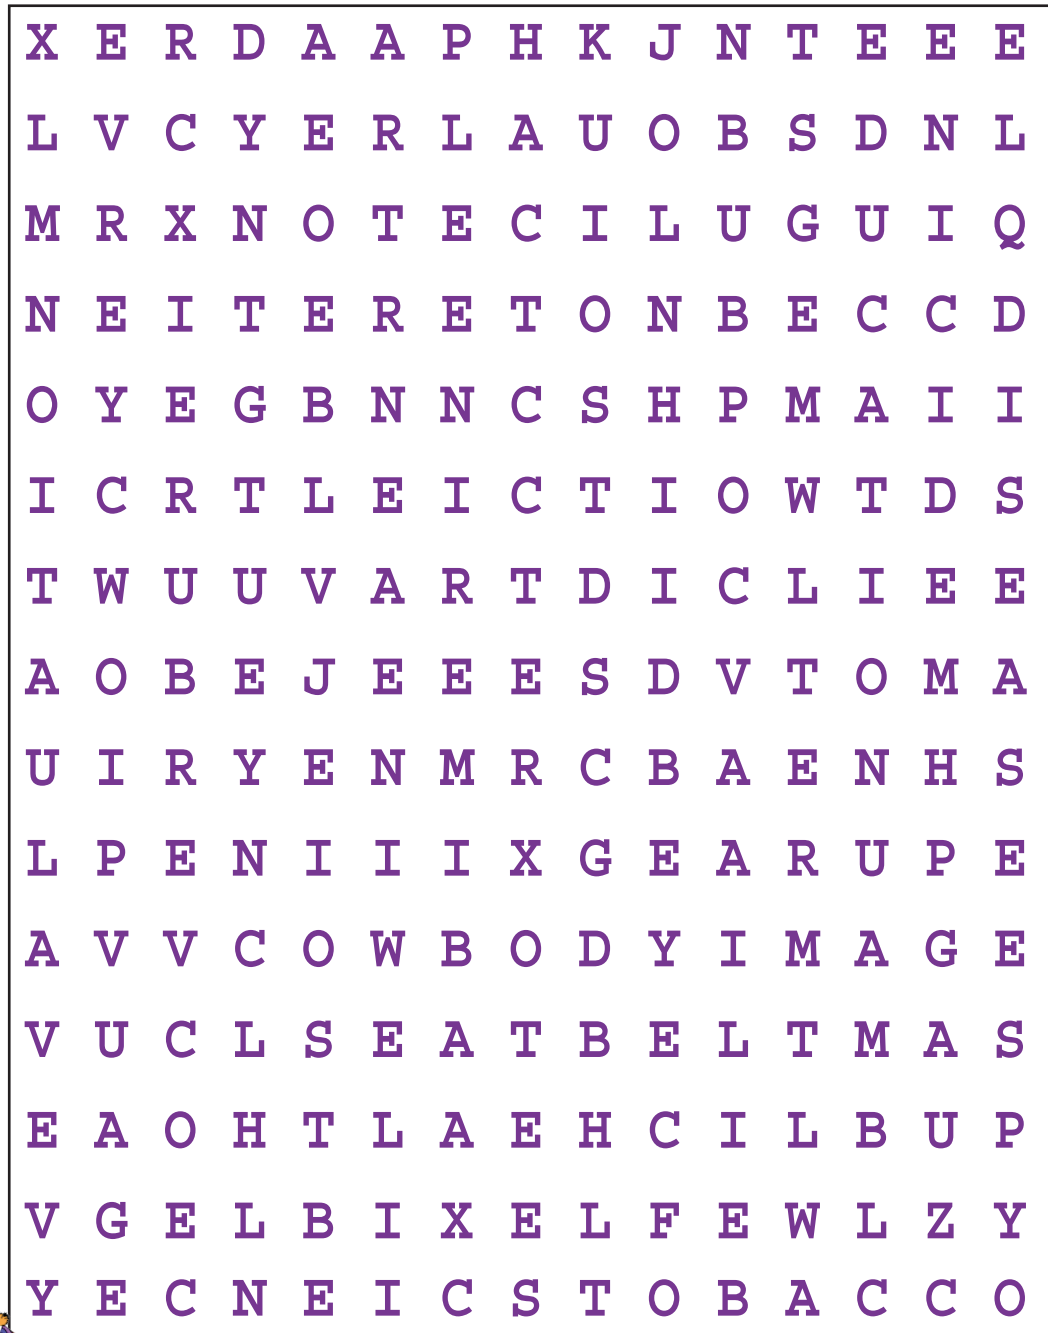 X E R D A A P H K J N T E E E
L V C Y E R L A U O B S D N L
M R X N O T E C I L U G U I Q
N E I T E R E T O N B E C C D
O Y E G B N N C S H P M A I I
I C R T L E I C T I O W T D S
T W U U V A R T D I C L I E E
A O B E J E E E S D V T O M A
U I R Y E N M R C B A E N H S
L P E N I I I X G E A R U P E
A V V C O W B O D Y I M A G E
V U C L S E A T B E L T M A S
E A O H T L A E H C I L B U P
V G E L B I X E L F E W L Z Y
Y E C N E I C S T O B A C C O